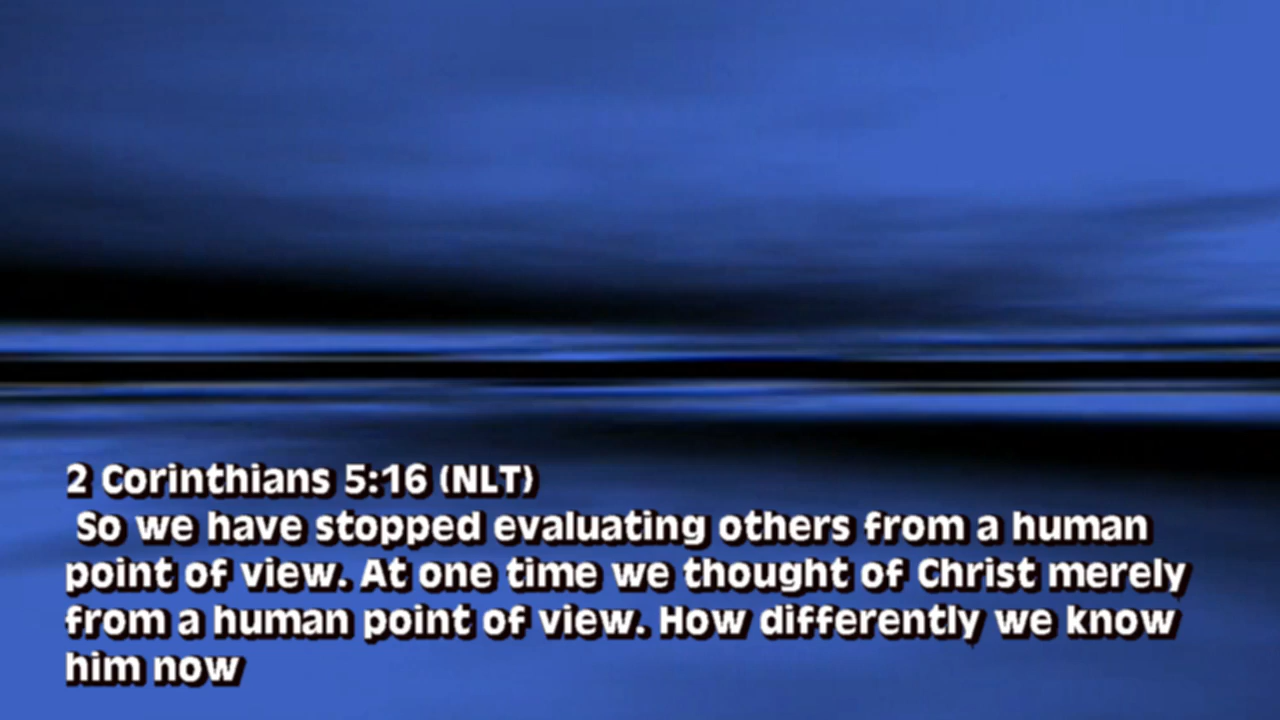 2 Corinthians 5:16 (NLT)
So we have stopped evaluating others from a human
point of view. At one time we thought of Christ merely
from a human point of view. How differently we know
him now